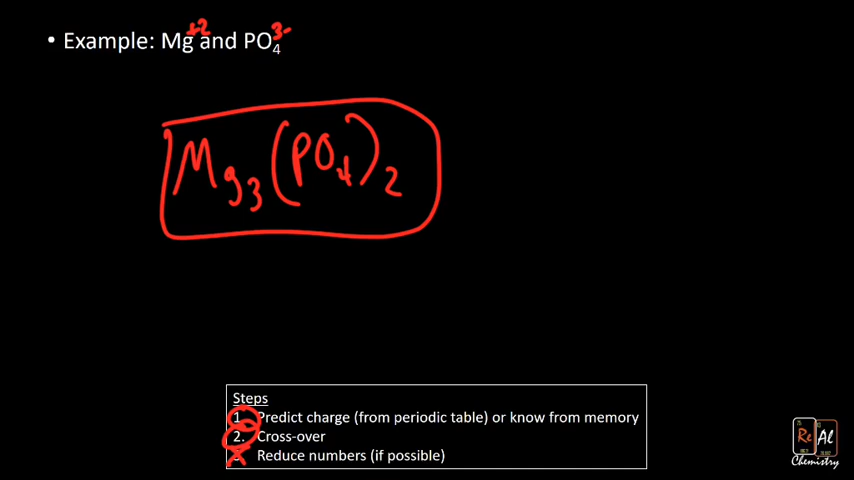 • Example: Mg⁺² and PO₄³⁻
Mg₃(PO₄)₂
Steps
1. Predict charge (from periodic table) or know from memory
2. Cross-over
3. Reduce numbers (if possible)
Re Al
Chemistry